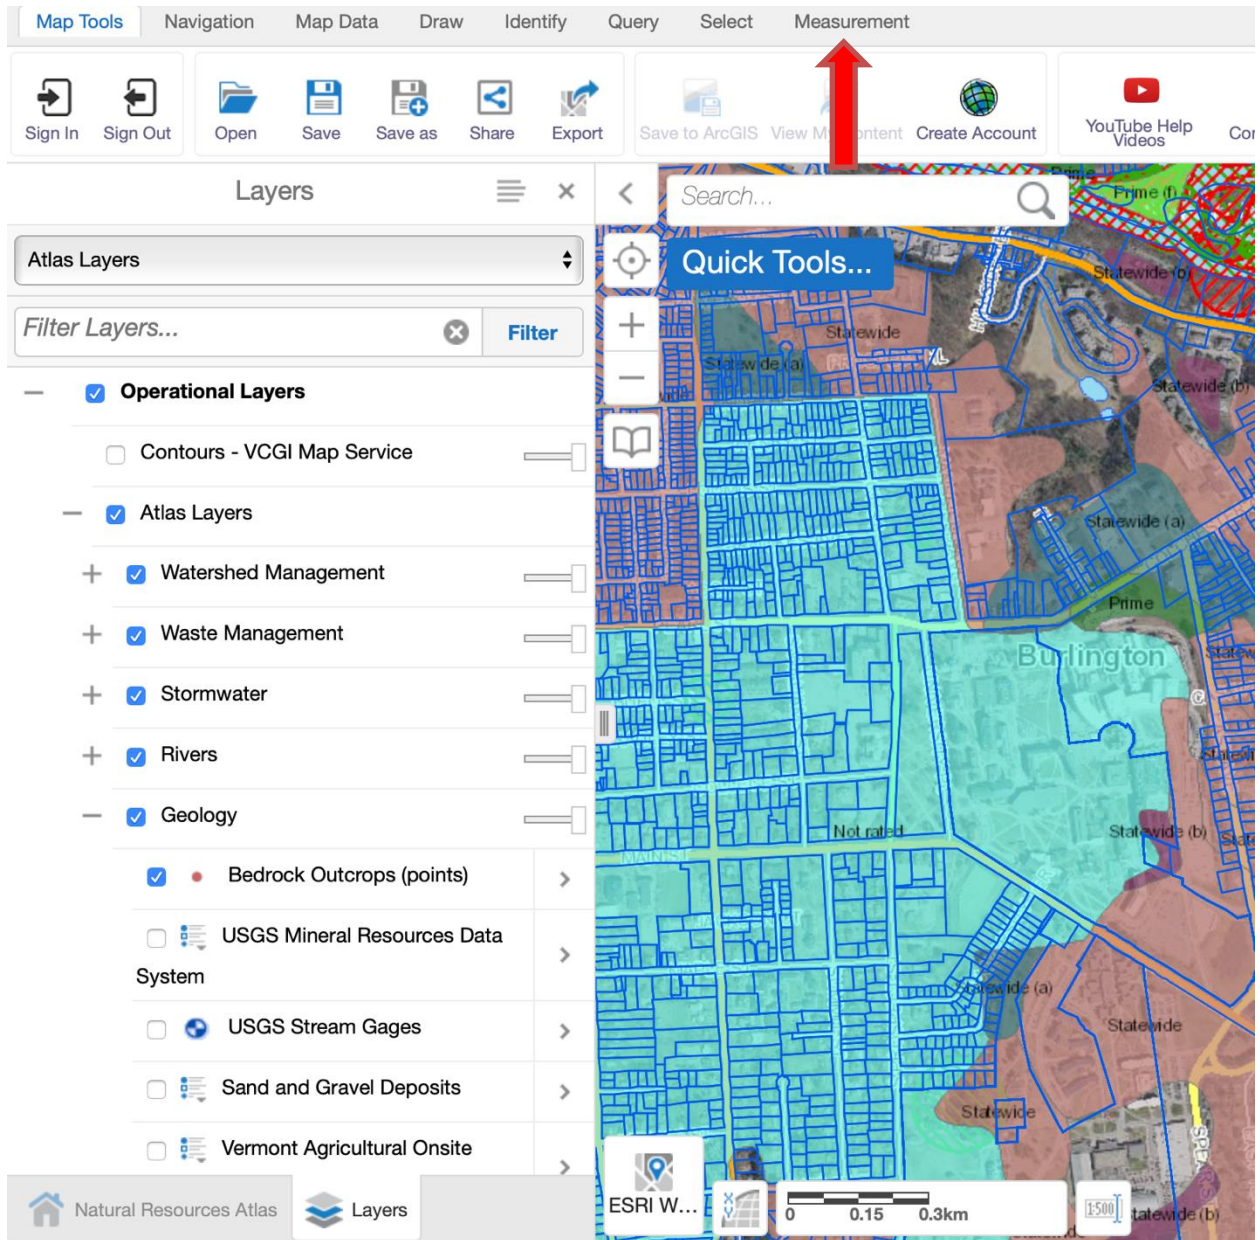 Map Tools Navigation Map Data Draw Identify Query Select Measurement
Sign In Sign Out Open Save Save as Share Export Save to ArcGIS Create Account YouTube Help Videos
Layers
Search...
Atlas Layers
Quick Tools...
Filter Layers...
Filter
Operational Layers
Contours - VCGI Map Service
Atlas Layers
Watershed Management
Waste Management
Stormwater
Rivers
Geology
Bedrock Outcrops (points)
USGS Mineral Resources Data
System
USGS Stream Gages
Sand and Gravel Deposits
Vermont Agricultural Onsite
Natural Resources Atlas
Layers
Prime
Prime (f)
Statewide (b)
Statewide
Statewide (a)
Statewide (b)
Statewide (a)
Prime
Burlington
Not rated
Statewide (b)
MAIN ST
Statewide (a)
Statewide
Statewide
ESRI W...
0 0.15 0.3km
1:500
statewide (b)